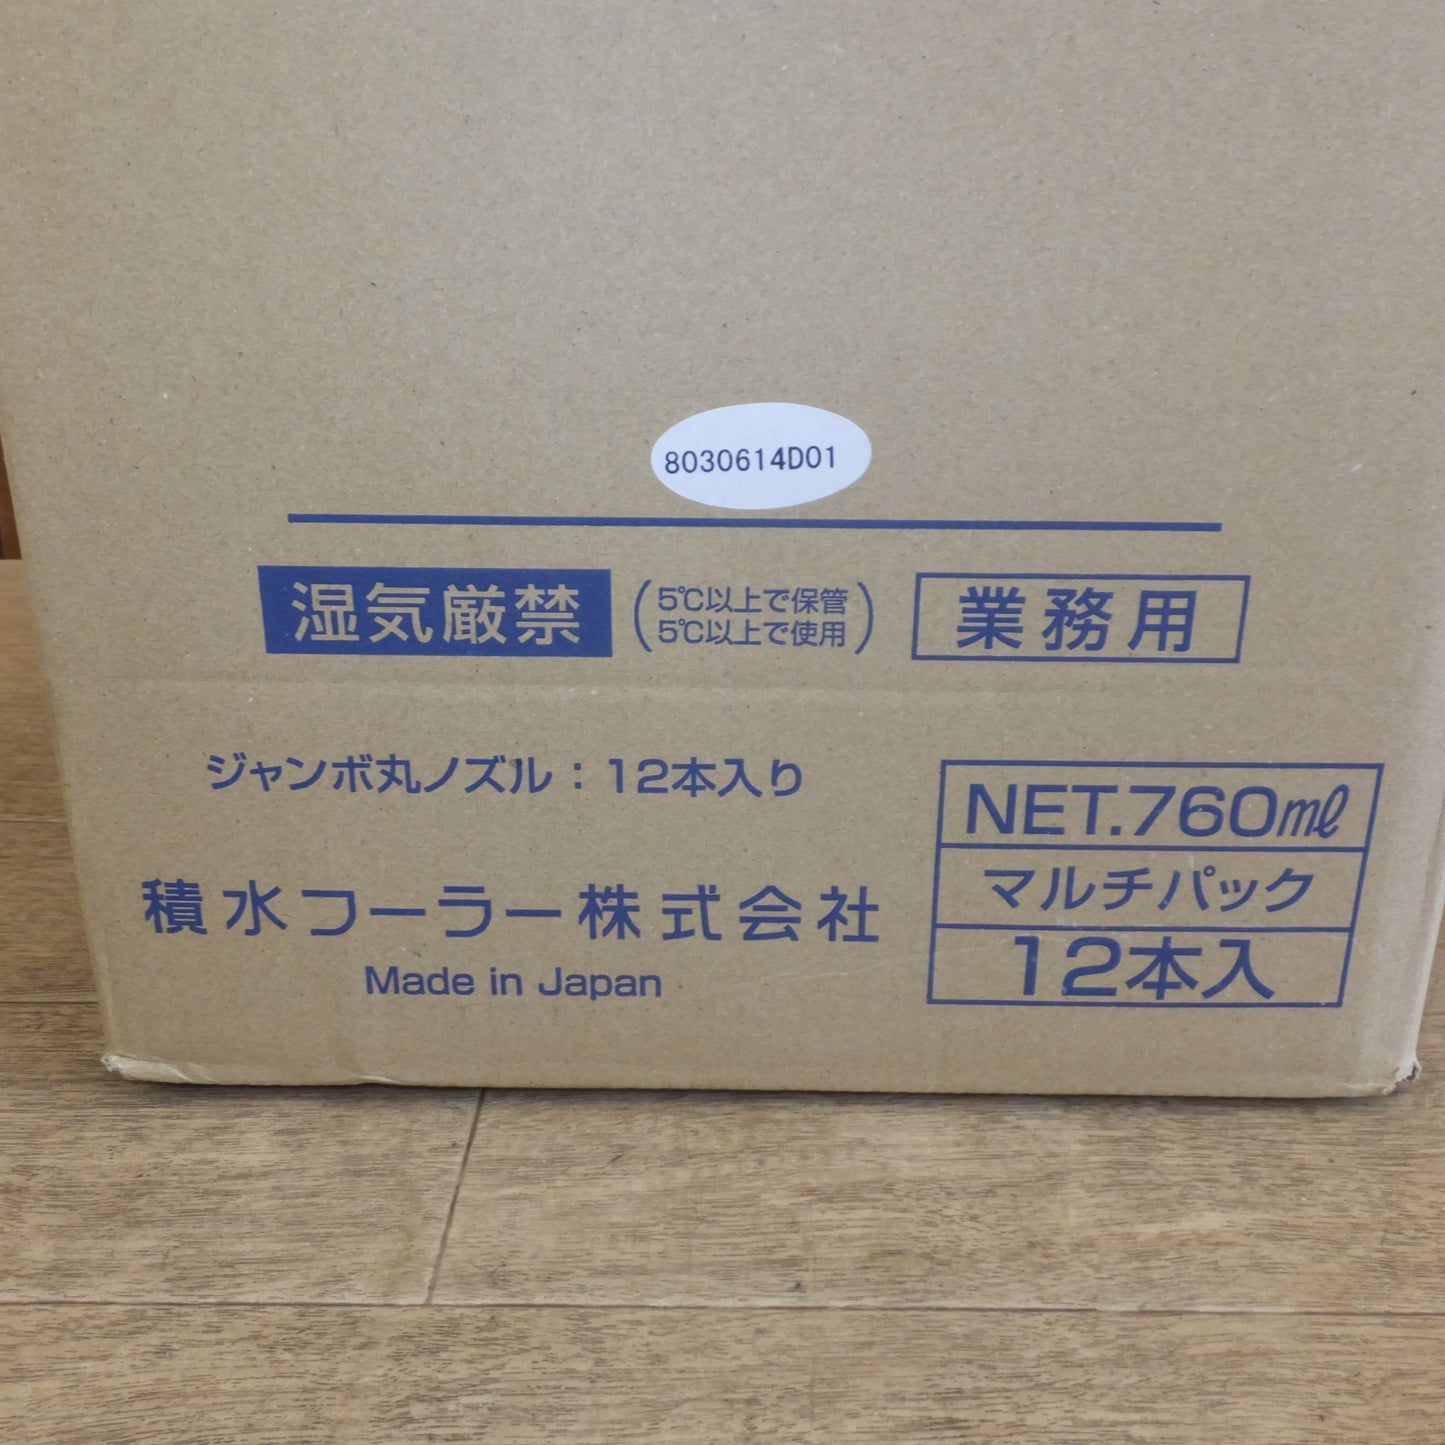 8030614D01
湿気厳禁
(5℃以上で保管
5℃以上で使用)
業務用
ジャンボ丸ノズル：12本入り
積水フーラー株式会社
Made in Japan
NET.760mℓ
マルチパック
12本入